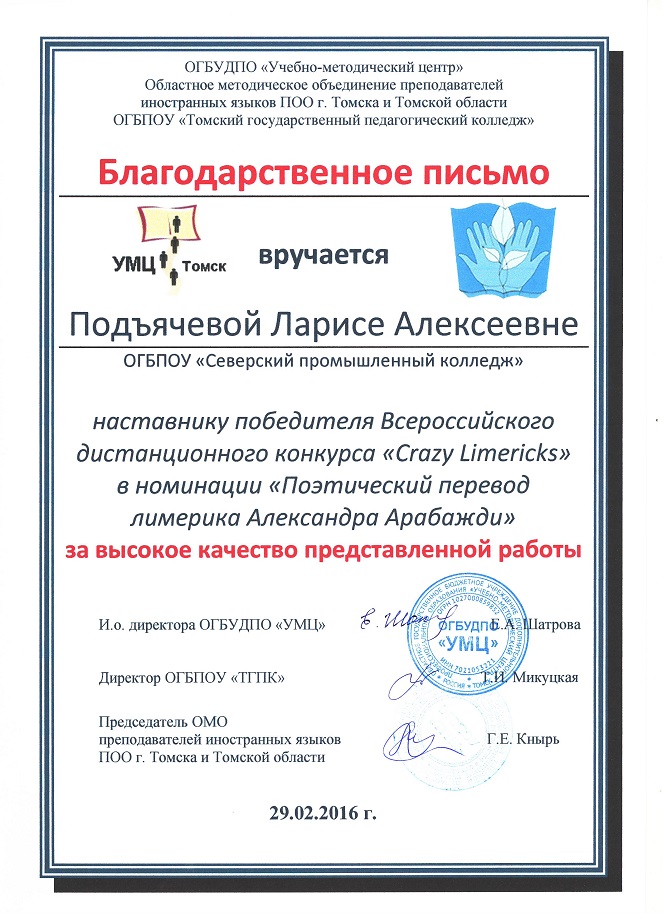 ОГБУДПО «Учебно-методический центр»
Областное методическое объединение преподавателей
иностранных языков ПОО г. Томска и Томской области
ОГБПОУ «Томский государственный педагогический колледж»
Благодарственное письмо
УМЦ Томск
вручается
Подъячевой Ларисе Алексеевне
ОГБПОУ «Северский промышленный колледж»
наставнику победителя Всероссийского
дистанционного конкурса «Crazy Limericks»
в номинации «Поэтический перевод
лимерика Александра Арабажди»
за высокое качество представленной работы
И.о. директора ОГБУДПО «УМЦ» Е.А. Шатрова
ОГБУДПО
«УМЦ»
Директор ОГБПОУ «ТГПК» Т.И. Микуцкая
Председатель ОМО
преподавателей иностранных языков Г.Е. Кнырь
ПОО г. Томска и Томской области
29.02.2016 г.